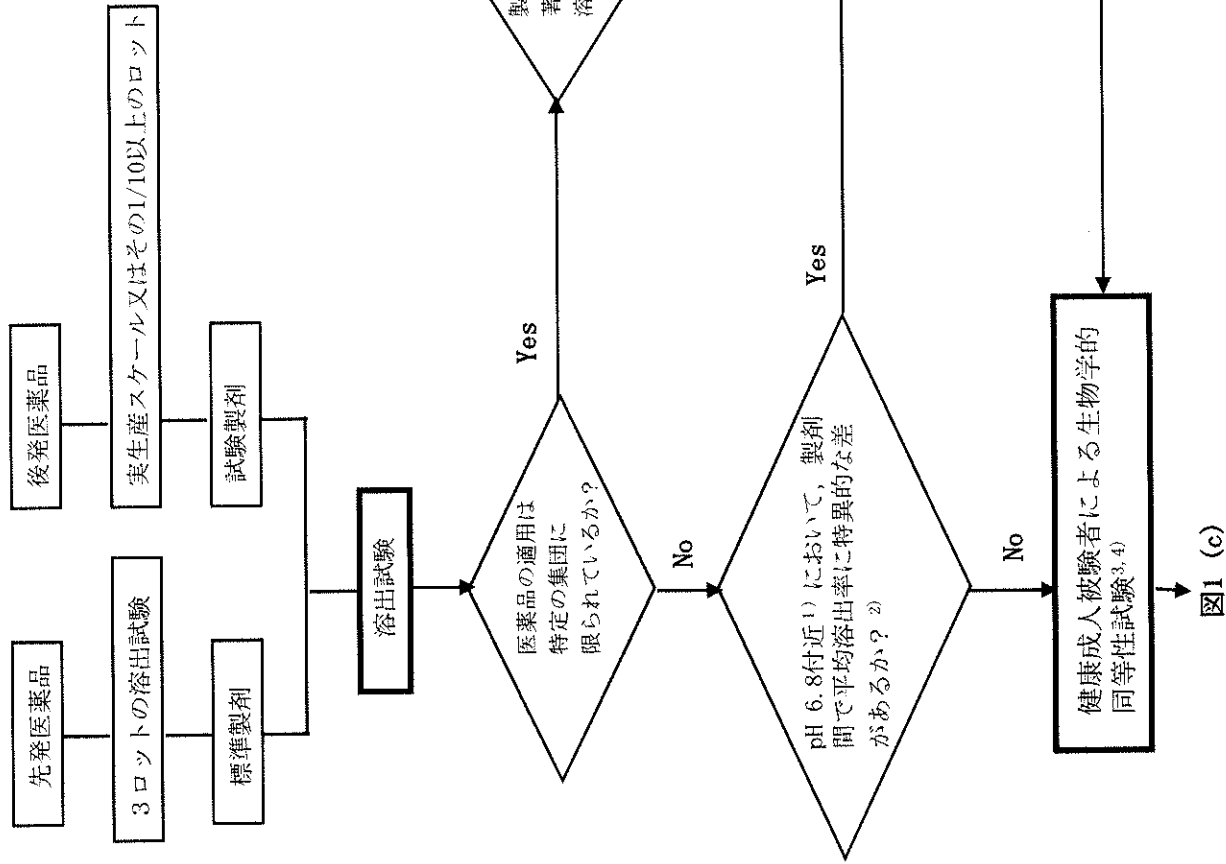 先発医薬品
後発医薬品
3ロットの溶出試験
実生産スケール又はその1/10以上のロット
標準製剤
試験製剤
溶出試験
医薬品の適用は
特定の集団に
限られているか?
Yes
製
著
溶
No
pH 6.8付近1) において, 製剤
間で平均溶出率に特異的な差
があるか? 2)
Yes
No
健康成人被験者による生物学的
同等性試験3, 4)
図1 (c)